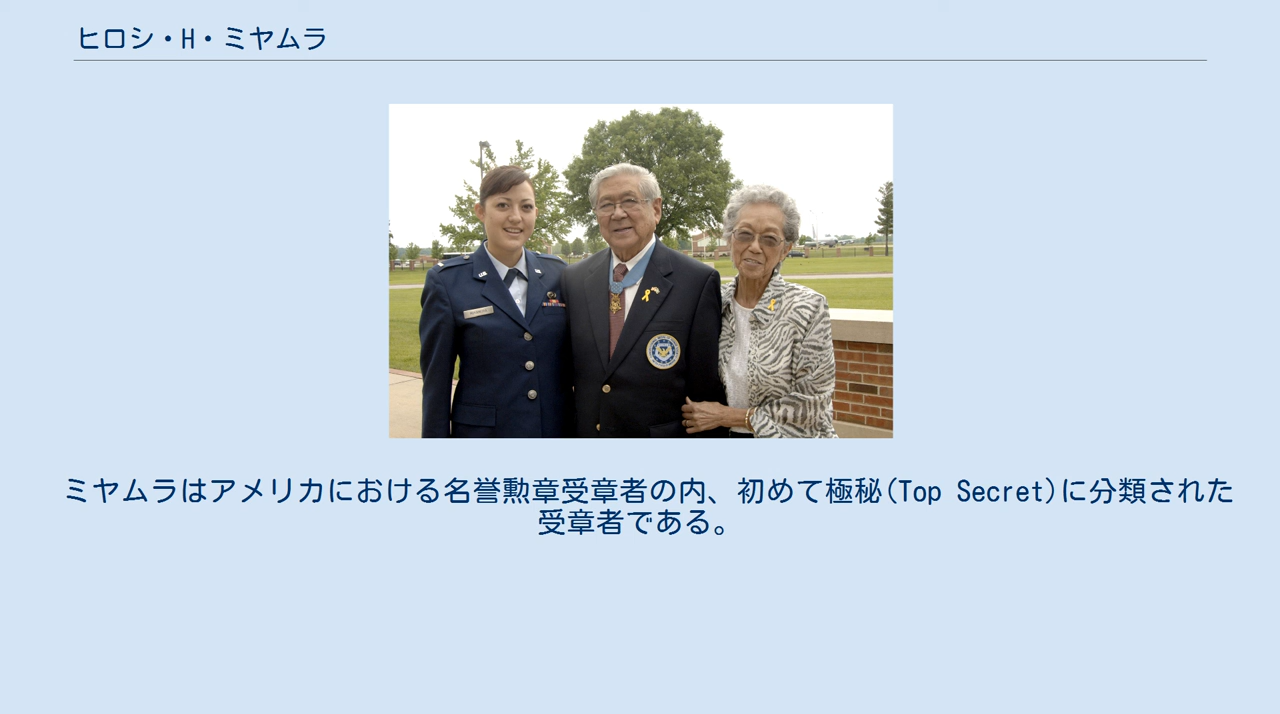 ヒロシ・H・ミヤムラ
ミヤムラはアメリカにおける名誉勲章受章者の内、初めて極秘(Top Secret)に分類された
受章者である。